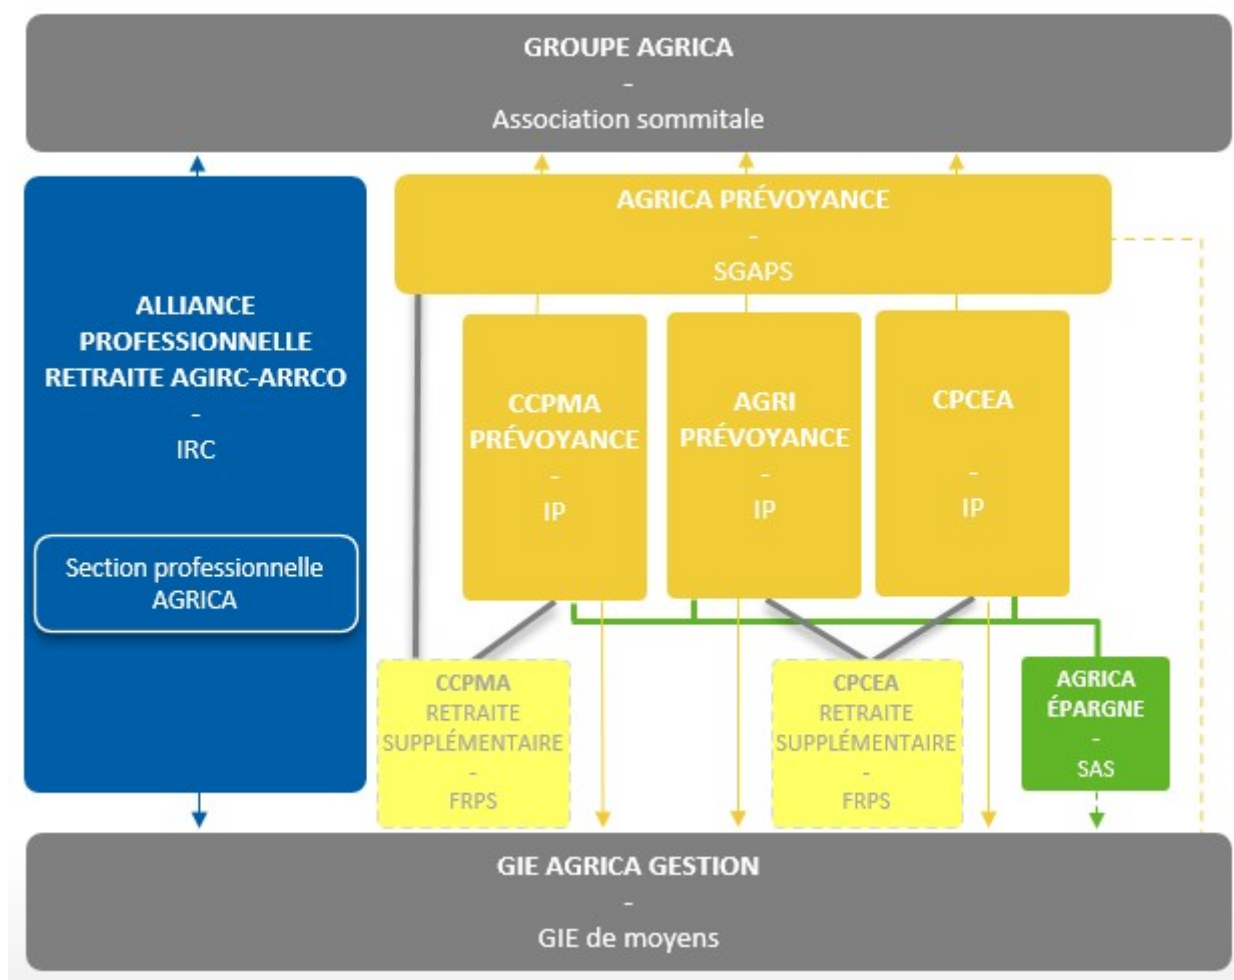 GROUPE AGRICA
-
Association sommitale
ALLIANCE
PROFESSIONNELLE
RETRAITE AGIRC-ARRCO
-
IRC
Section professionnelle
AGRICA
AGRICA PRÉVOYANCE
-
SGAPS
CCPMA
PRÉVOYANCE
-
IP
AGRI
PRÉVOYANCE
-
IP
CPCEA
-
IP
CCPMA
RETRAITE
SUPPLÉMENTAIRE
-
FRPS
CPCEA
RETRAITE
SUPPLÉMENTAIRE
-
FRPS
AGRICA
ÉPARGNE
-
SAS
GIE AGRICA GESTION
-
GIE de moyens